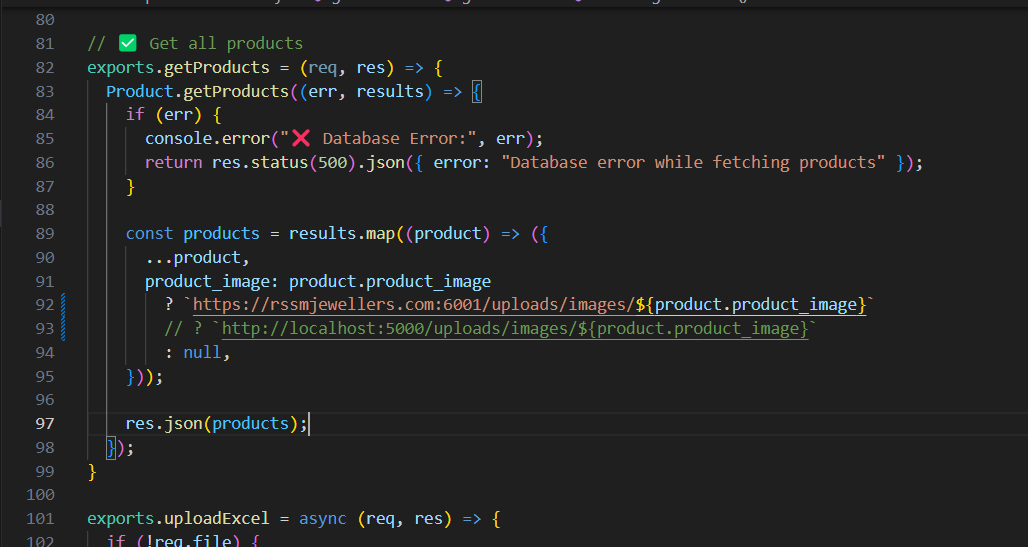 80
81 // ✅ Get all products
82 exports.getProducts = (req, res) => {
83 Product.getProducts((err, results) => {
84 if (err) {
85 console.error("❌ Database Error:", err);
86 return res.status(500).json({ error: "Database error while fetching products" });
87 }
88
89 const products = results.map((product) => ({
90 ...product,
91 product_image: product.product_image
92 ? `https://rssmjewellers.com:6001/uploads/images/${product.product_image}`
93 // ? `http://localhost:5000/uploads/images/${product.product_image}`
94 : null,
95 }));
96
97 res.json(products);
98 });
99 }
100
101 exports.uploadExcel = async (req, res) => {
102 if (!req.file) {